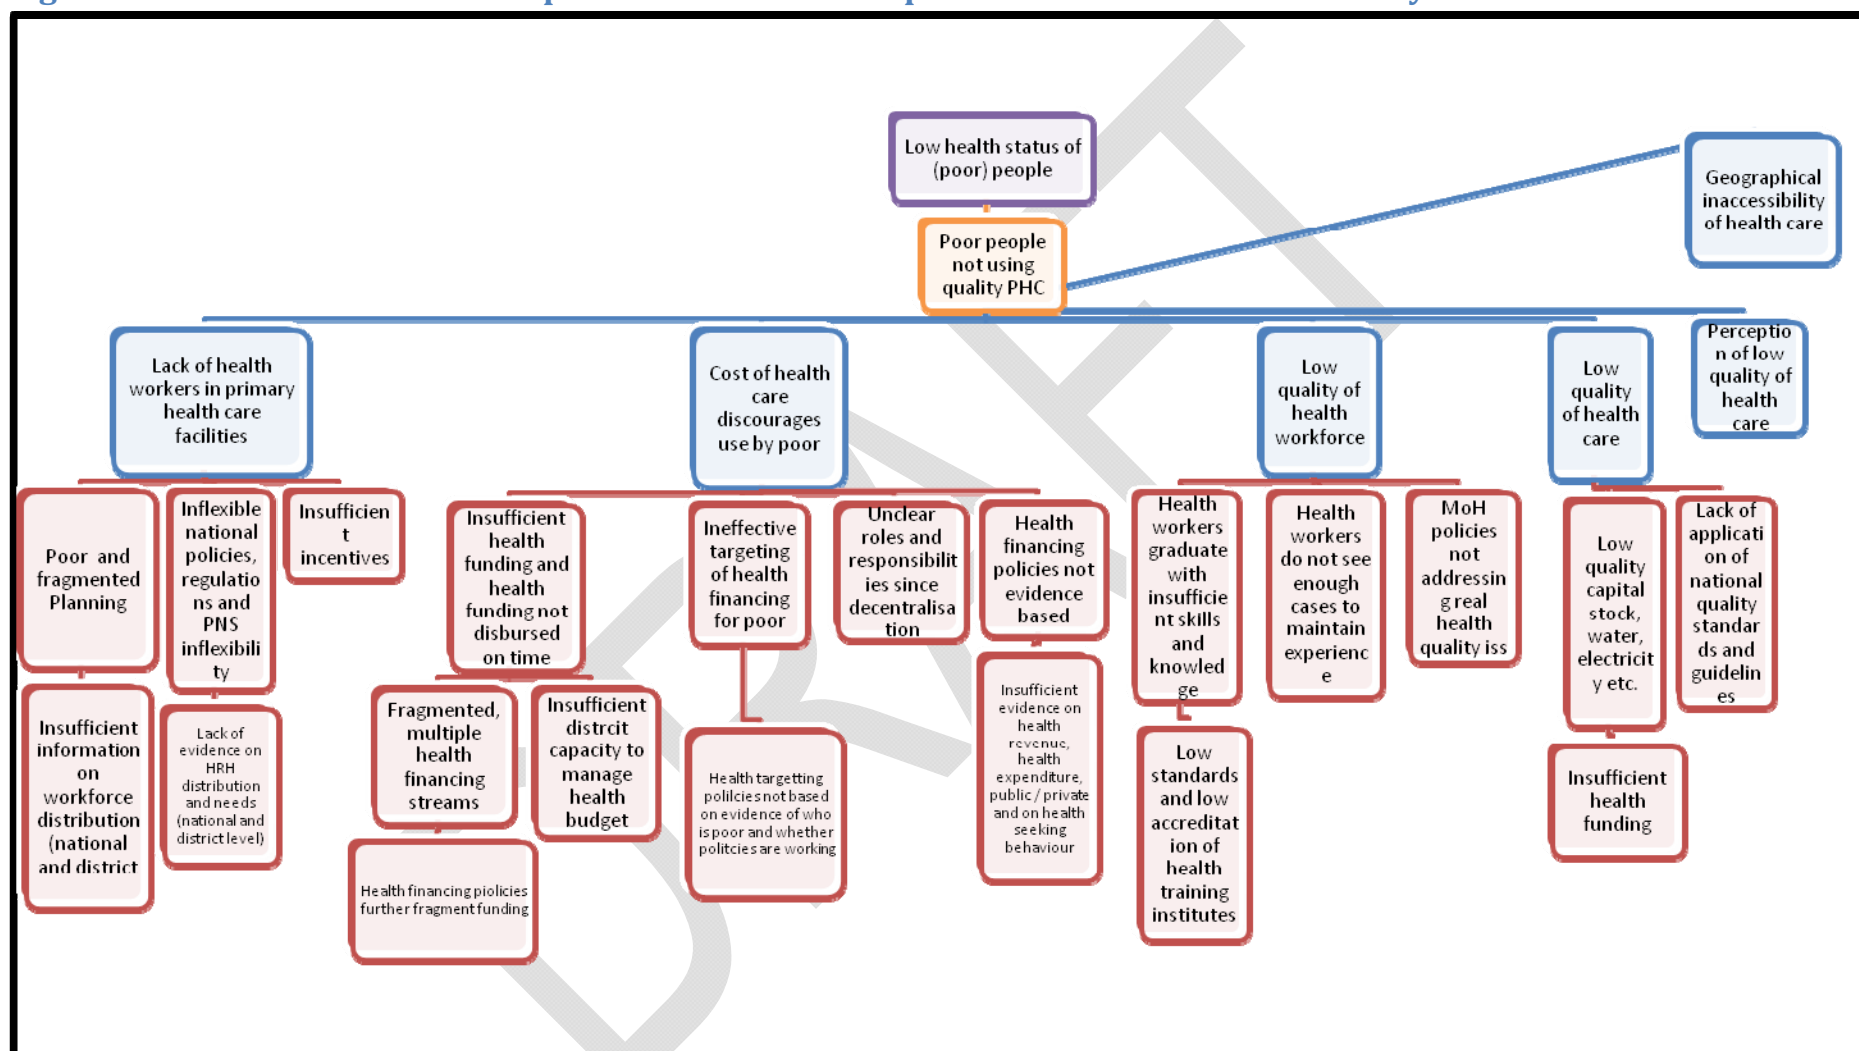 Low health status of
(poor) people
Poor people
not using
quality PHC
Geographical
inaccessibility
of health care
Lack of health
workers in primary
health care
facilities
Cost of health
care
discourages
use by poor
Low
quality of
health
workforce
Low
quality
of health
care
Perceptio
n of low
quality of
health
care
Poor and
fragmented
Planning
Inflexible
national
policies,
regulatio
ns and
PNS
inflexibili
ty
Insufficien
t
incentives
Insufficient
health
funding and
health
funding not
disbursed
on time
Ineffective
targeting
of health
financing
for poor
Unclear
roles and
responsibilit
ies since
decentralisa
tion
Health
financing
policies not
evidence
based
Health
workers
graduate
with
insufficie
nt skills
and
knowled
ge
Health
workers
do not see
enough
cases to
maintain
experienc
e
MoH
policies
not
addressin
g real
health
quality iss
Low
quality
capital
stock,
water,
electricit
y etc.
Lack of
applicati
on of
national
quality
standar
ds and
guidelin
es
Insufficient
information
on
workforce
distribution
(national
and district
Lack of
evidence on
HRH
distribution
and needs
(national and
district level)
Fragmented,
multiple
health
financing
streams
Insufficient
distrcit
capacity to
manage
health
budget
Health targetting
polilcies not based
on evidence of who
is poor and whether
politcies are working
Insufficient
evidence on
health
revenue,
health
expenditure,
public / private
and on health
seeking
behaviour
Low
standards
and low
accreditat
ion of
health
training
institutes
Insufficient
health
funding
Health financing piolicies
further fragment funding
DRAFT